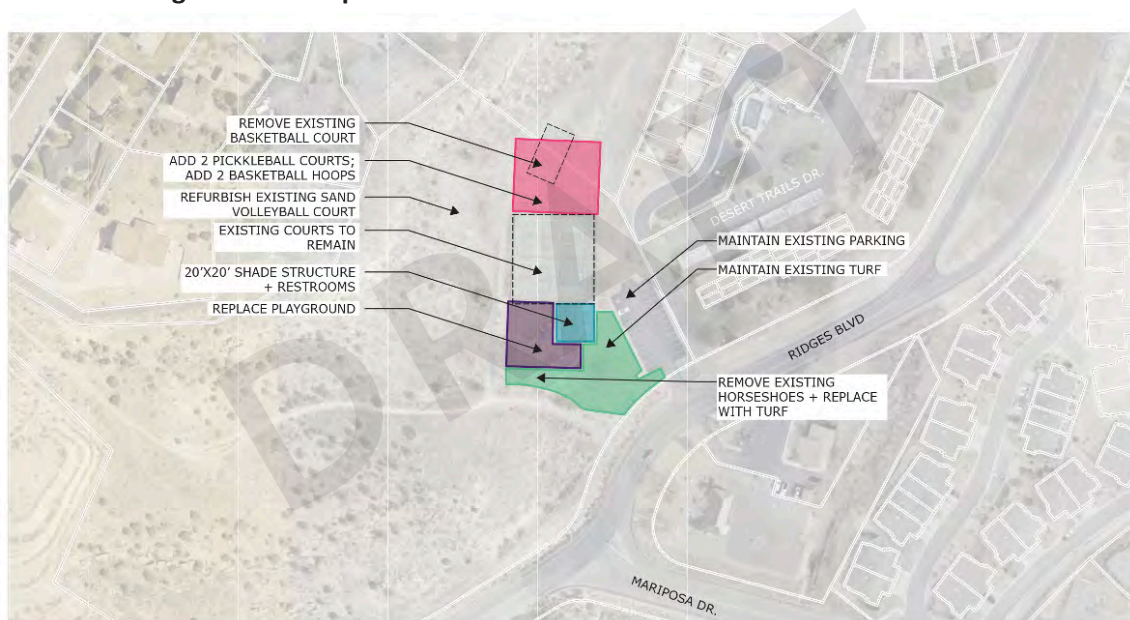 REMOVE EXISTING
BASKETBALL COURT
ADD 2 PICKKLEBALL COURTS;
ADD 2 BASKETBALL HOOPS
REFURBISH EXISTING SAND
VOLLEYBALL COURT
EXISTING COURTS TO
REMAIN
20'X20' SHADE STRUCTURE
+ RESTROOMS
REPLACE PLAYGROUND
DESERT TRAILS DR.
MAINTAIN EXISTING PARKING
MAINTAIN EXISTING TURF
RIDGES BLVD
REMOVE EXISTING
HORSESHOES + REPLACE
WITH TURF
MARIPOSA DR.
DRAFT